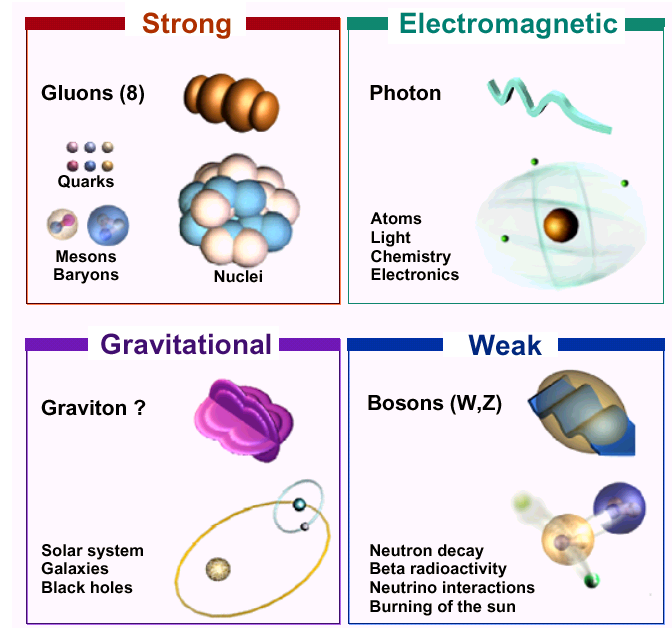 Strong
Gluons (8)
Quarks
Mesons
Baryons
Nuclei
Electromagnetic
Photon
Atoms
Light
Chemistry
Electronics
Gravitational
Graviton ?
Solar system
Galaxies
Black holes
Weak
Bosons (W,Z)
Neutron decay
Beta radioactivity
Neutrino interactions
Burning of the sun